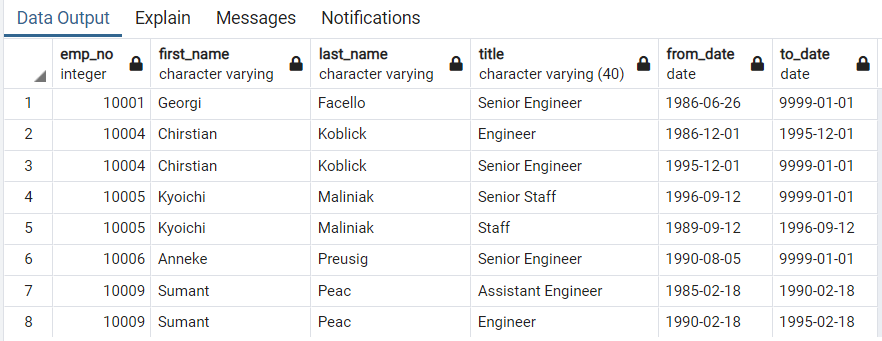 Data Output Explain Messages Notifications
emp_no first_name last_name title from_date to_date
integer character varying character varying character varying (40) date date
1 10001 Georgi Facello Senior Engineer 1986-06-26 9999-01-01
2 10004 Chirstian Koblick Engineer 1986-12-01 1995-12-01
3 10004 Chirstian Koblick Senior Engineer 1995-12-01 9999-01-01
4 10005 Kyoichi Maliniak Senior Staff 1996-09-12 9999-01-01
5 10005 Kyoichi Maliniak Staff 1989-09-12 1996-09-12
6 10006 Anneke Preusig Senior Engineer 1990-08-05 9999-01-01
7 10009 Sumant Peac Assistant Engineer 1985-02-18 1990-02-18
8 10009 Sumant Peac Engineer 1990-02-18 1995-02-18